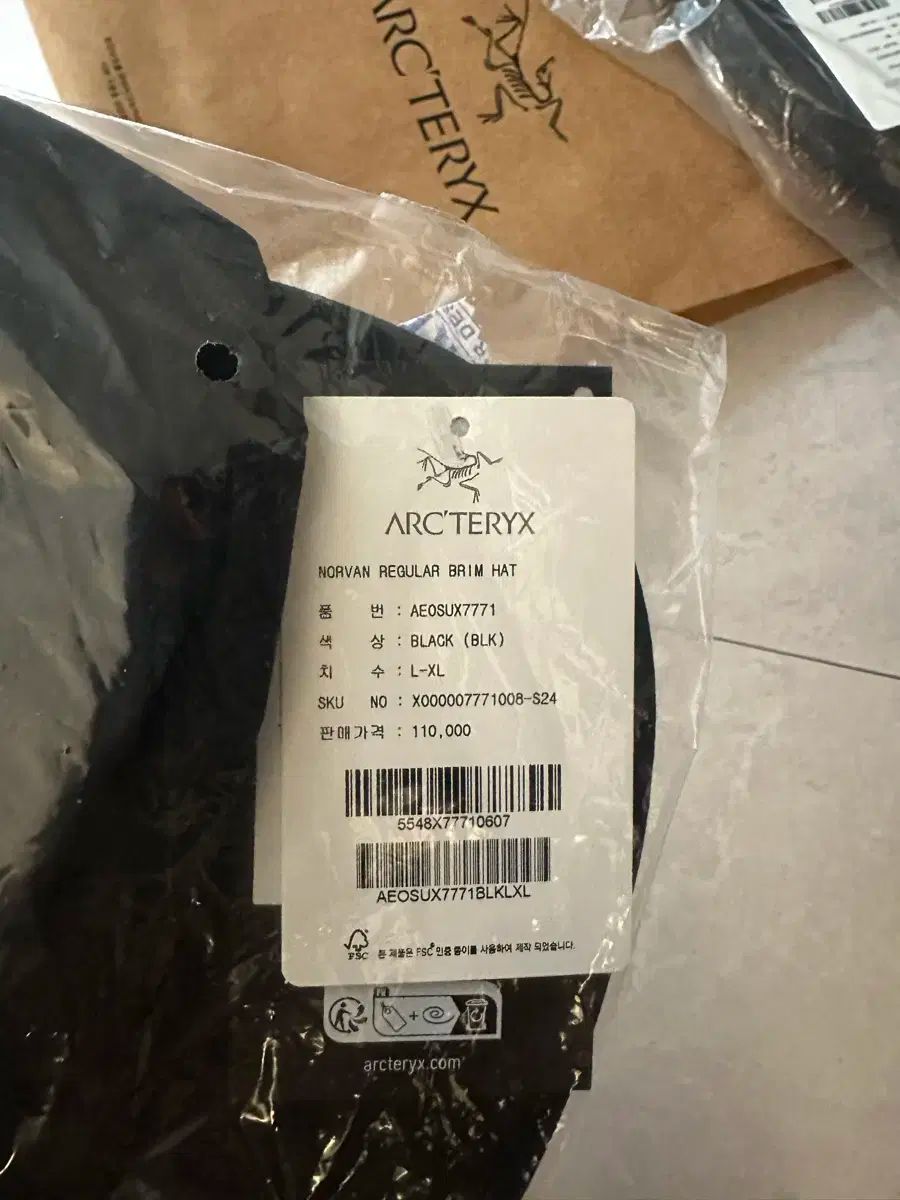 ARC'TERYX
R DE
ARC'TERYX
NORVAN REGULAR BRIM HAT
품 번 : AEOSUX7771
색 상 : BLACK (BLK)
치 수 : L-XL
SKU NO : X000007771008-S24
판매가격 : 110,000
5548X77710607
AEOSUX7771BLKLXL
FSC 본 제품은 FSC® 인증 종이를 사용하여 제작 되었습니다.
FR
+
arcteryx.com